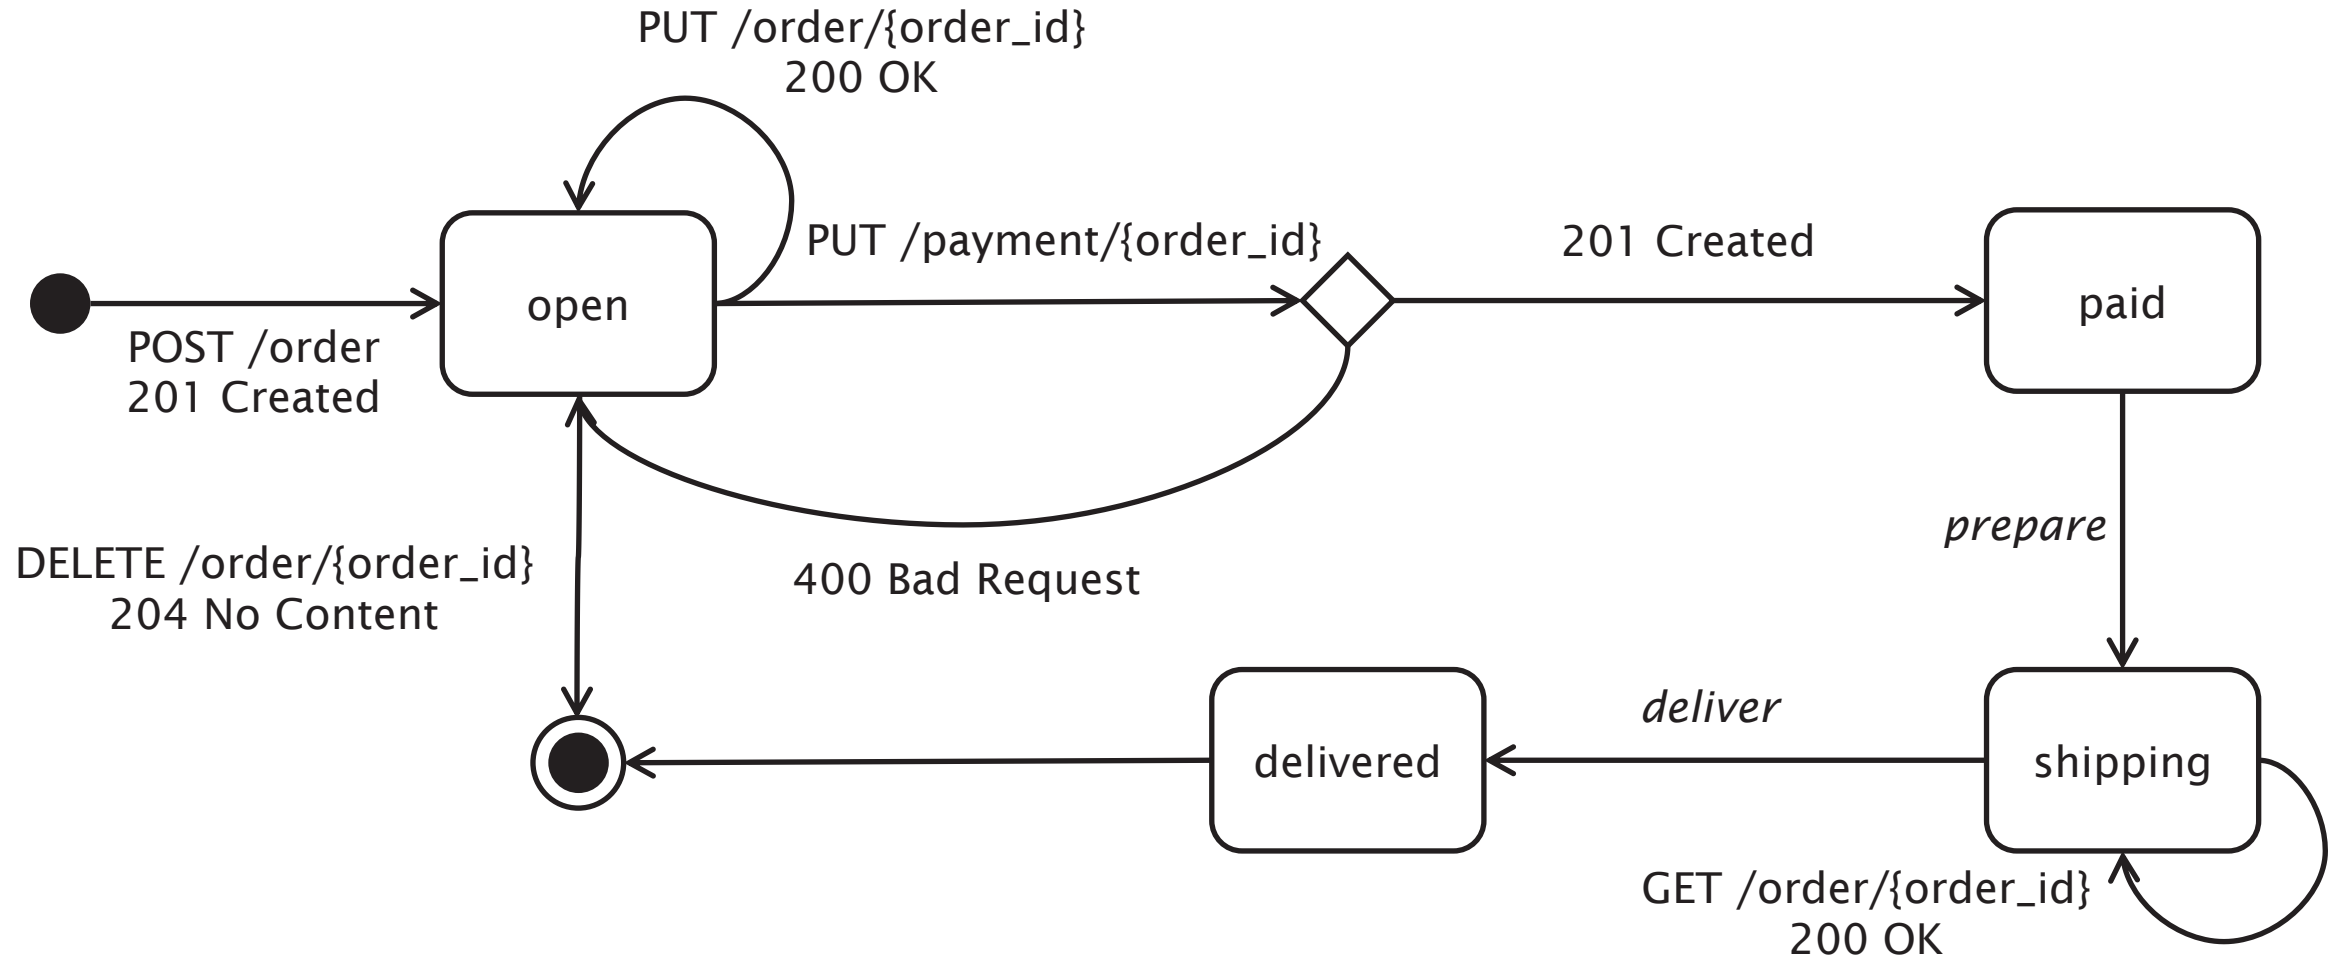 PUT /order/{order_id}
200 OK
PUT /payment/{order_id}
201 Created
open
paid
POST /order
201 Created
prepare
DELETE /order/{order_id}
204 No Content
400 Bad Request
deliver
delivered
shipping
GET /order/{order_id}
200 OK